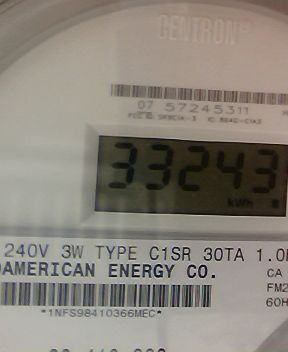 CENTRON®
07 57245311
33243
kWh
240V 3W TYPE C1SR 30TA 1.0
AMERICAN ENERGY CO.
CA
FM2
60H
*1NFS98410366MEC*